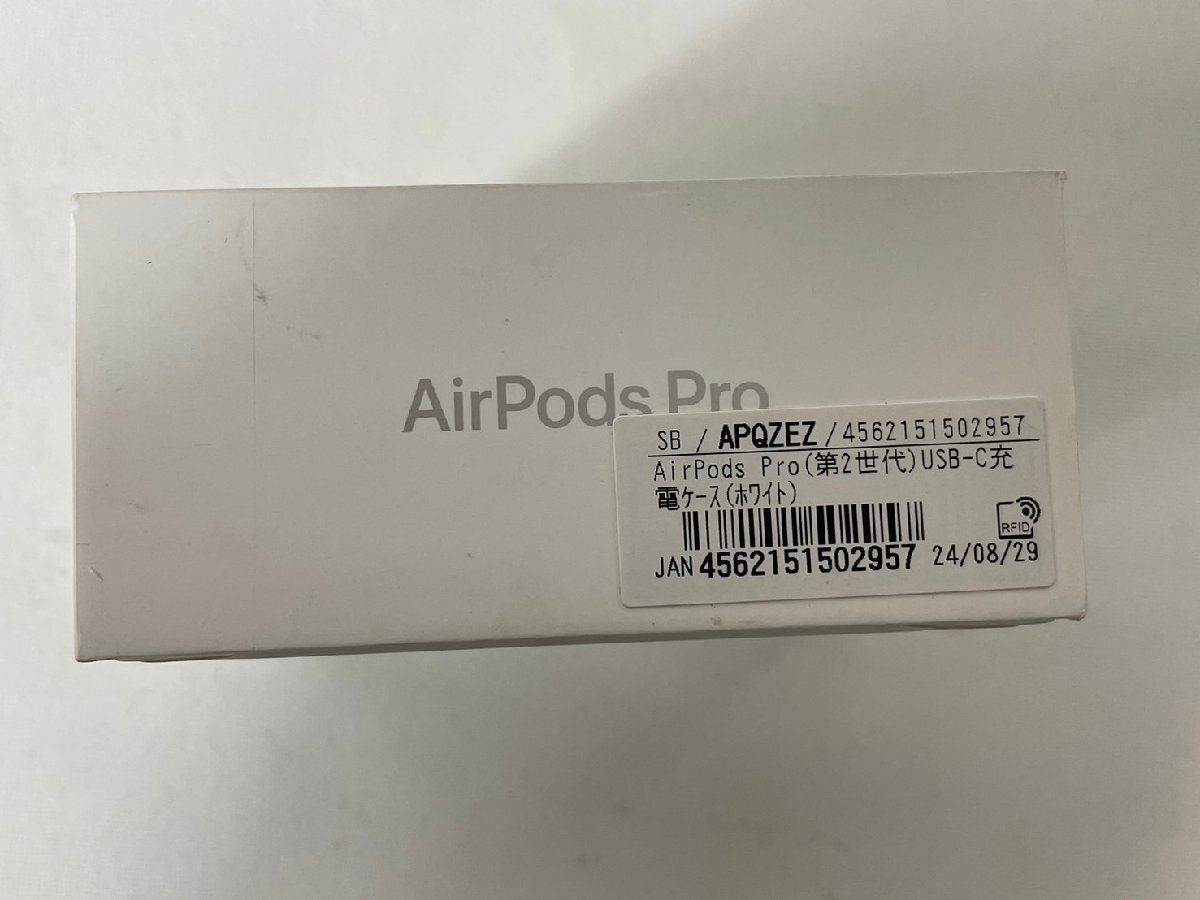 AirPods Pro
SB / APQZEZ / 4562151502957
AirPods Pro(第2世代)USB-C充
電ケース(ホワイト)
RFID
JAN 4562151502957 24/08/29